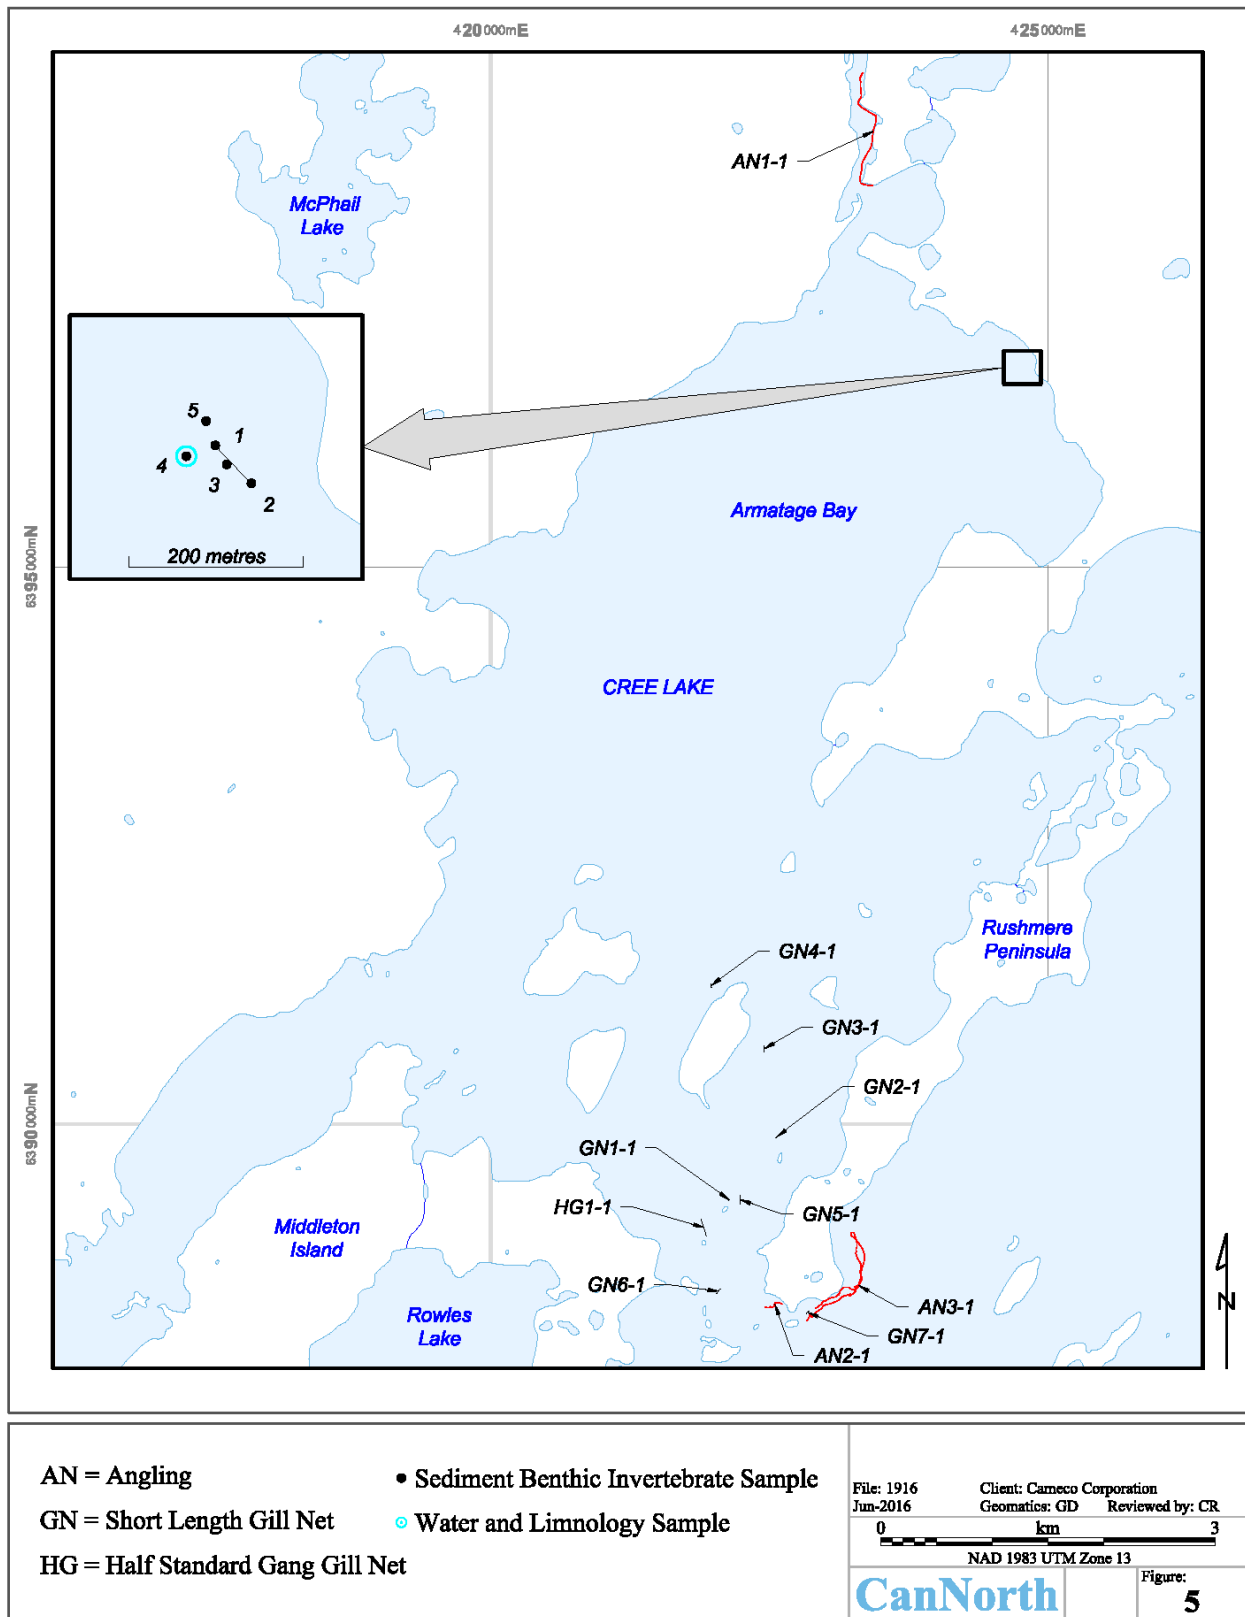 420000mE
425000mE
AN1-1
McPhail
Lake
5
1
4
3
2
200 metres
Armatage Bay
6395000mN
CREE LAKE
Rushmere
Peninsula
GN4-1
GN3-1
GN2-1
6390000mN
GN1-1
HG1-1
GN5-1
Middleton
Island
GN6-1
AN3-1
Rowles
Lake
GN7-1
AN2-1
N
AN = Angling
GN = Short Length Gill Net
HG = Half Standard Gang Gill Net
Sediment Benthic Invertebrate Sample
Water and Limnology Sample
File: 1916 Client: Cameco Corporation
Jun-2016 Geomatics: GD Reviewed by: CR
0 km 3
NAD 1983 UTM Zone 13
CanNorth
Figure:
5